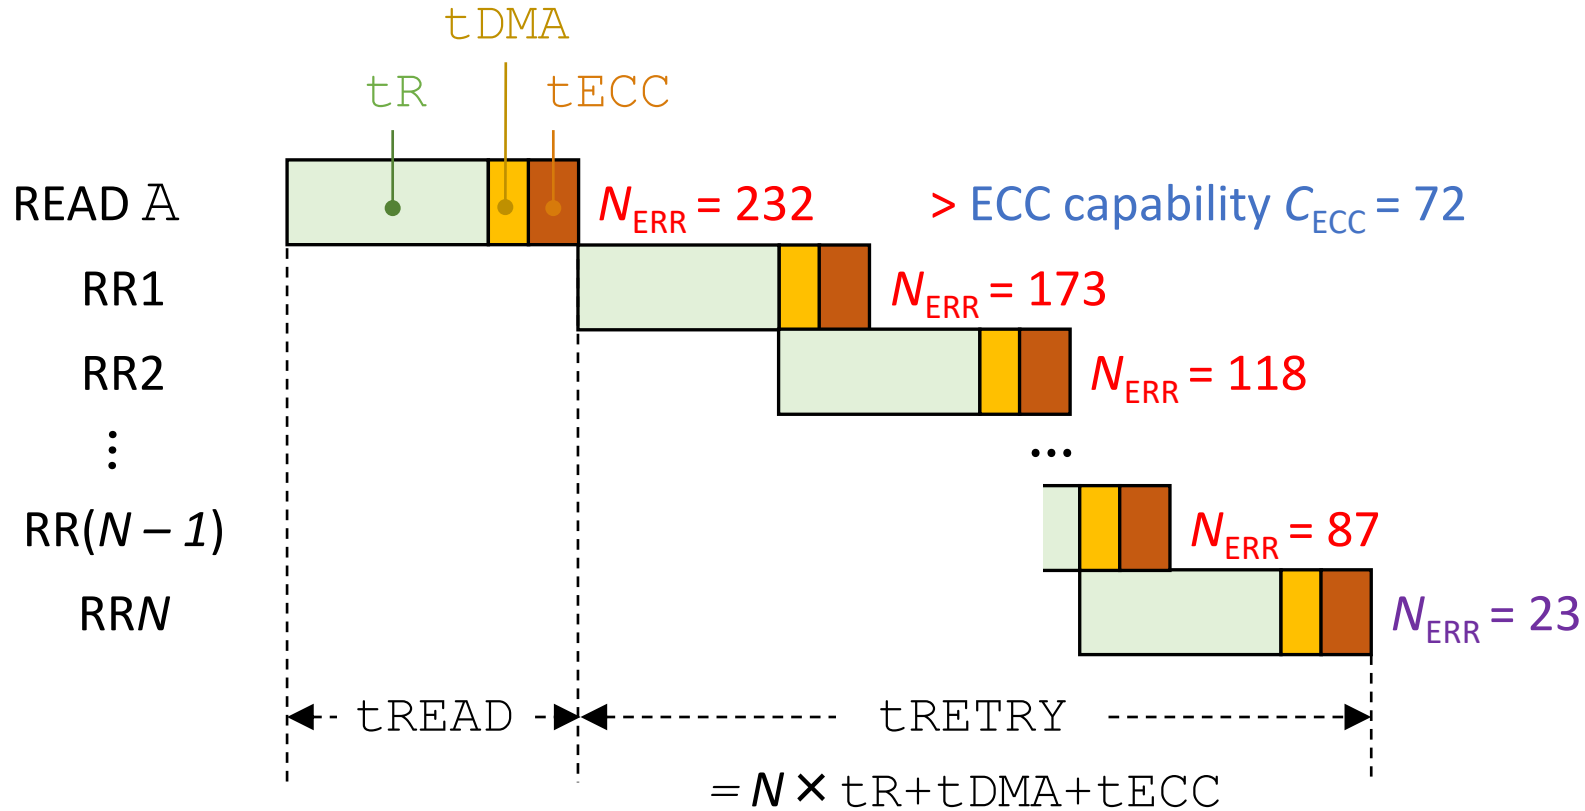 tDMA
tR tECC
READ A NERR = 232 > ECC capability CECC = 72
RR1 NERR = 173
RR2 NERR = 118
⋮ ...
RR(N – 1) NERR = 87
RRN NERR = 23
tREAD tRETRY
= N × tR+tDMA+tECC